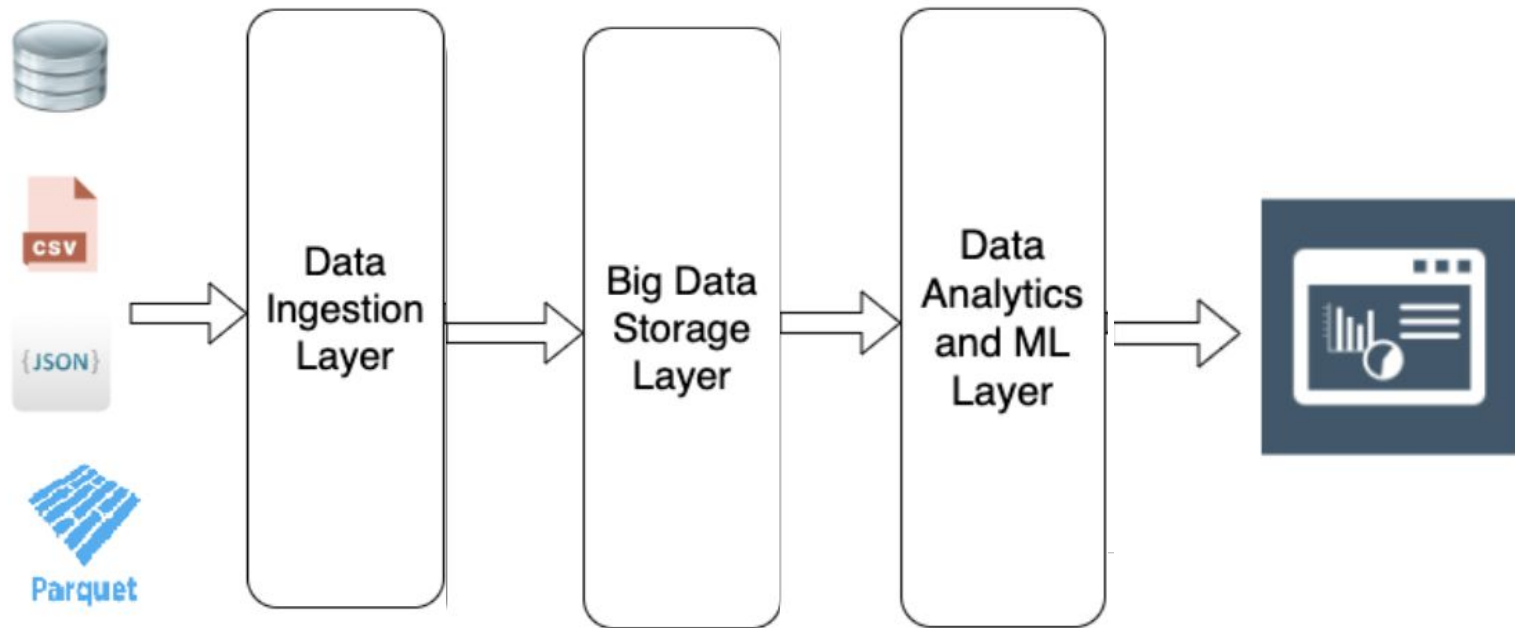 CSV
{JSON}
Parquet
Data
Ingestion
Layer
Big Data
Storage
Layer
Data
Analytics
and ML
Layer